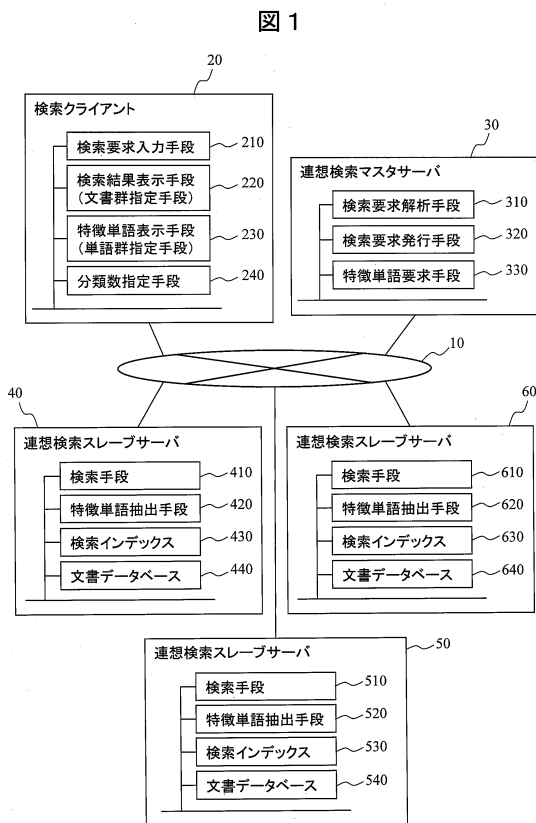 図1
20
検索クライアント
検索要求入力手段
210
検索結果表示手段
(文書群指定手段)
220
特徴単語表示手段
(単語群指定手段)
230
分類数指定手段
240
30
連想検索マスタサーバ
検索要求解析手段
310
検索要求発行手段
320
特徴単語要求手段
330
10
40
連想検索スレーブサーバ
検索手段
410
特徴単語抽出手段
420
検索インデックス
430
文書データベース
440
60
連想検索スレーブサーバ
検索手段
610
特徴単語抽出手段
620
検索インデックス
630
文書データベース
640
50
連想検索スレーブサーバ
検索手段
510
特徴単語抽出手段
520
検索インデックス
530
文書データベース
540